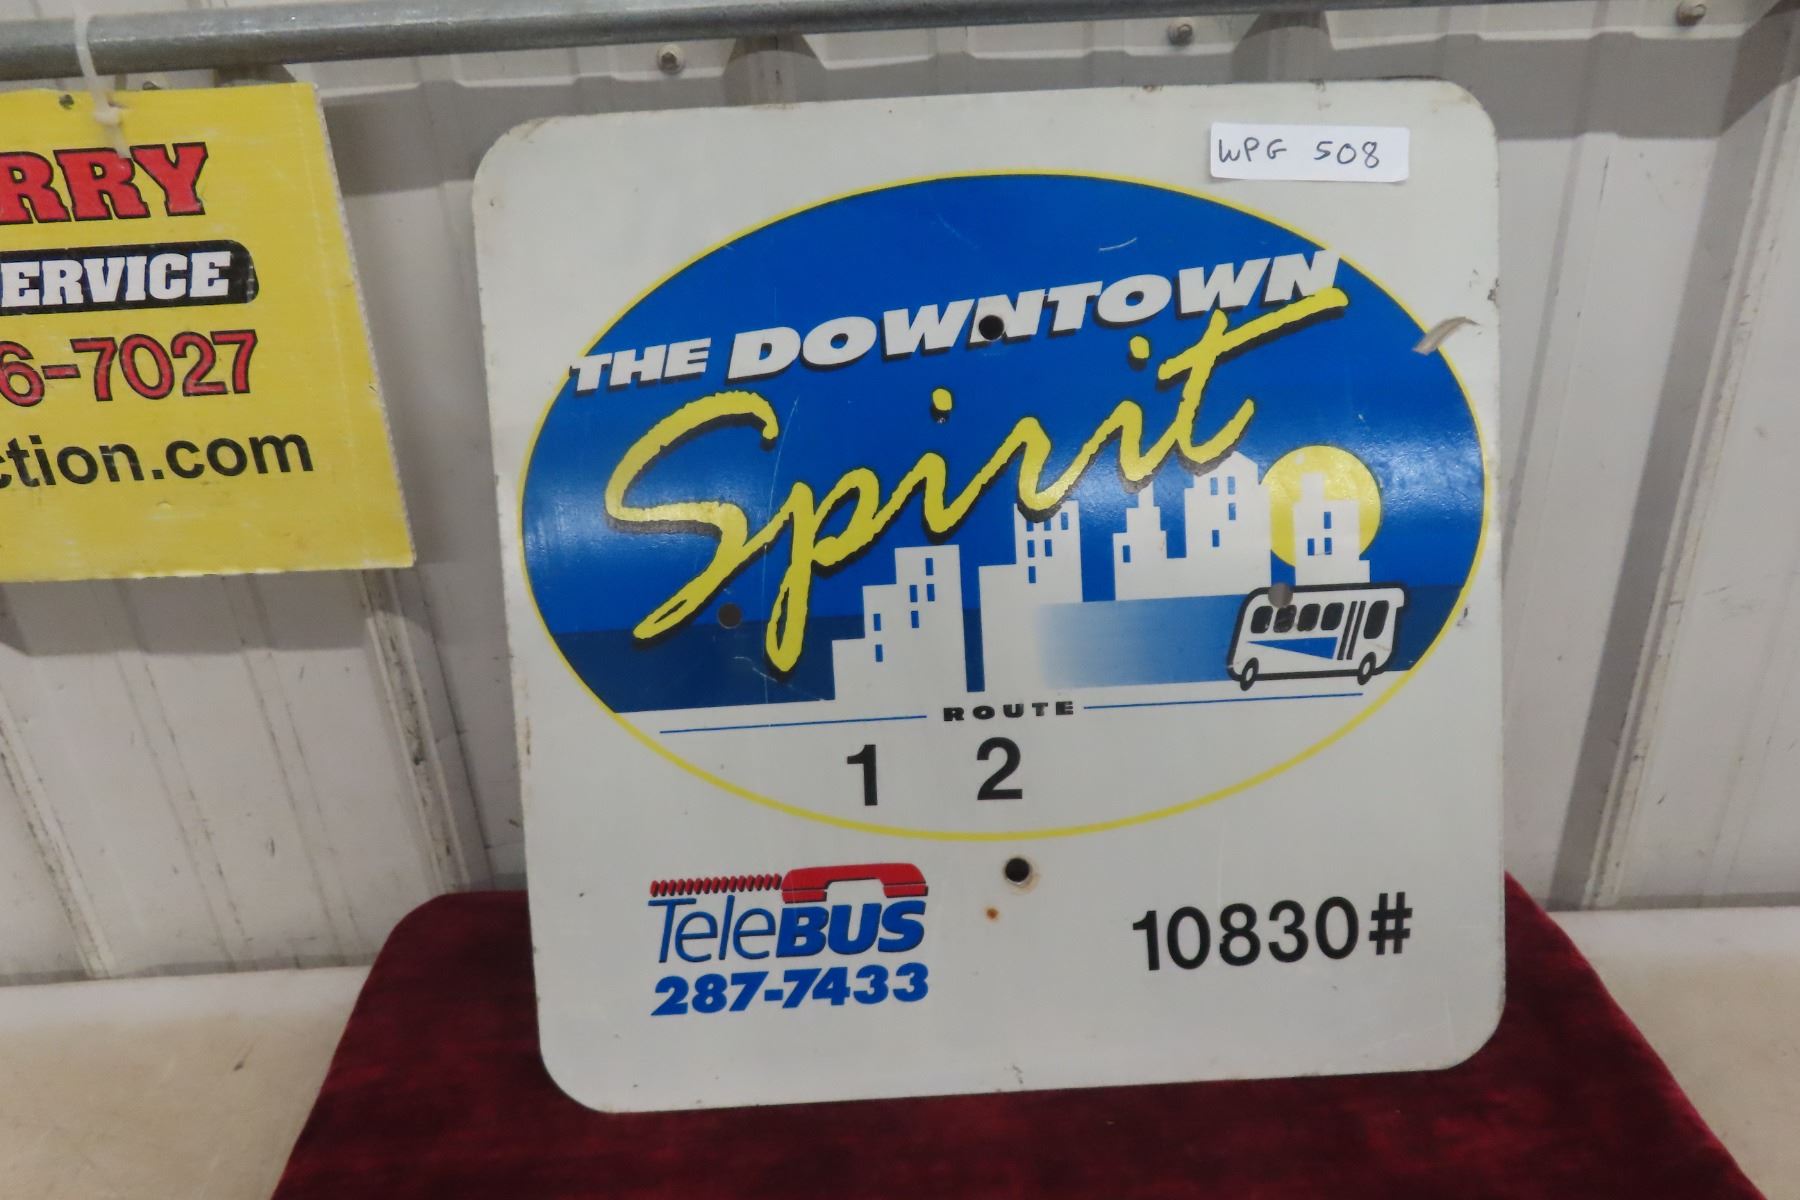 RRY
ERVICE
6-7027
ction.com
WPG 508
THE DOWNTOWN
Spirit
ROUTE
1 2
TeleBUS
287-7433
10830#